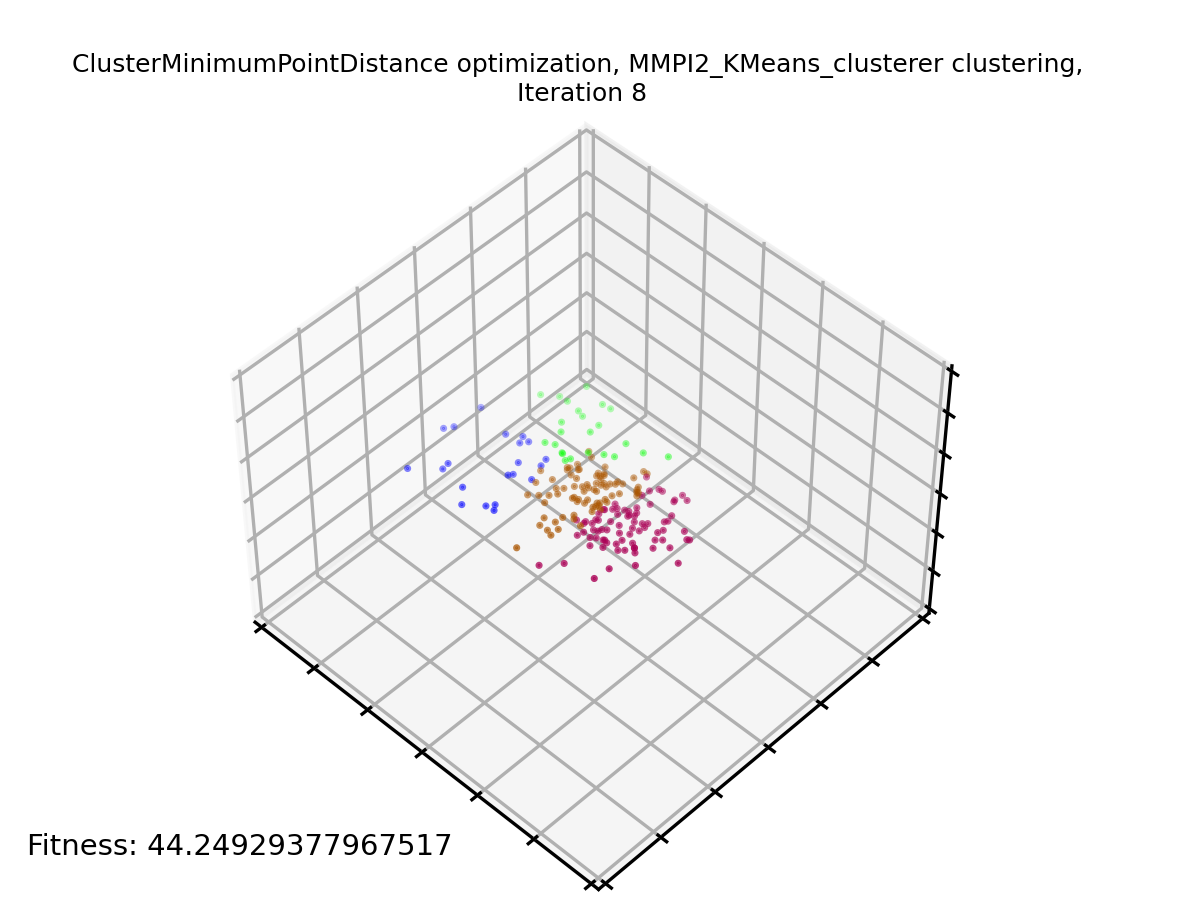 ClusterMinimumPointDistance optimization, MMPI2_KMeans_clusterer clustering,
Iteration 8
Fitness: 44.24929377967517